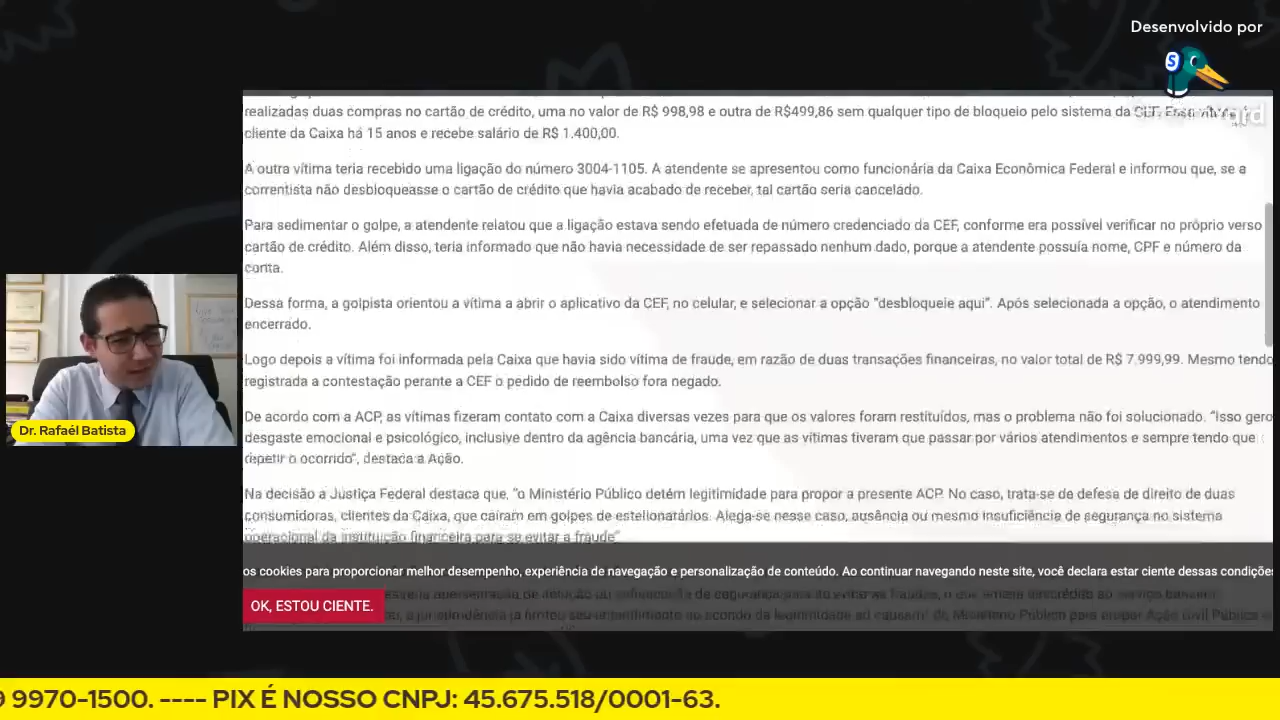 Desenvolvido por
realizadas duas compras no cartão de crédito, uma no valor de R$ 998,98 e outra de R$499,86 sem qualquer tipo de bloqueio pelo sistema da CEF. Essa vítima é
cliente da Caixa há 15 anos e recebe salário de R$ 1.400,00.
A outra vítima teria recebido uma ligação do número 3004-1105. A atendente se apresentou como funcionária da Caixa Econômica Federal e informou que, se a
correntista não desbloqueasse o cartão de crédito que havia acabado de receber, tal cartão seria cancelado.
Para sedimentar o golpe, a atendente relatou que a ligação estava sendo efetuada de número credenciado da CEF, conforme era possível verificar no próprio verso
cartão de crédito. Além disso, teria informado que não havia necessidade de ser repassado nenhum dado, porque a atendente possuía nome, CPF e número da
conta.
Dessa forma, a golpista orientou a vítima a abrir o aplicativo da CEF, no celular, e selecionar a opção "desbloqueie aqui". Após selecionada a opção, o atendimento
encerrado.
Logo depois a vítima foi informada pela Caixa que havia sido vítima de fraude, em razão de duas transações financeiras, no valor total de R$ 7.999,99. Mesmo tendo
registrada a contestação perante a CEF o pedido de reembolso fora negado.
De acordo com a ACP, as vítimas fizeram contato com a Caixa diversas vezes para que os valores foram restituídos, mas o problema não foi solucionado. "Isso gero
desgaste emocional e psicológico, inclusive dentro da agência bancária, uma vez que as vítimas tiveram que passar por vários atendimentos e sempre tendo que
repetir o ocorrido", destaca a Ação.
Na decisão a Justiça Federal destaca que, "o Ministério Público detém legitimidade para propor a presente ACP. No caso, trata-se de defesa de direito de duas
consumidoras, clientes da Caixa, que caíram em golpes de estelionatários. Alega-se nesse caso, ausência ou mesmo insuficiência de segurança no sistema
operacional da instituição financeira para se evitar a fraude"
os cookies para proporcionar melhor desempenho, experiência de navegação e personalização de conteúdo. Ao continuar navegando neste site, você declara estar ciente dessas condições
OK, ESTOU CIENTE.
Dr. Rafaél Batista
9970-1500. ---- PIX É NOSSO CNPJ: 45.675.518/0001-63.